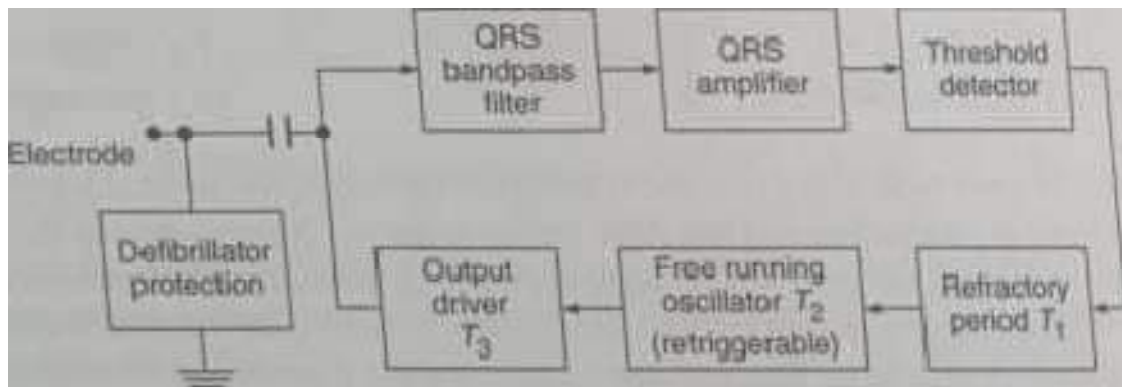 QRS
bandpass
filter
QRS
amplifier
Threshold
detector
Electrode
Defibrillator
protection
Output
driver
T3
Free running
oscillator T2
(retriggerable)
Refractory
period T1